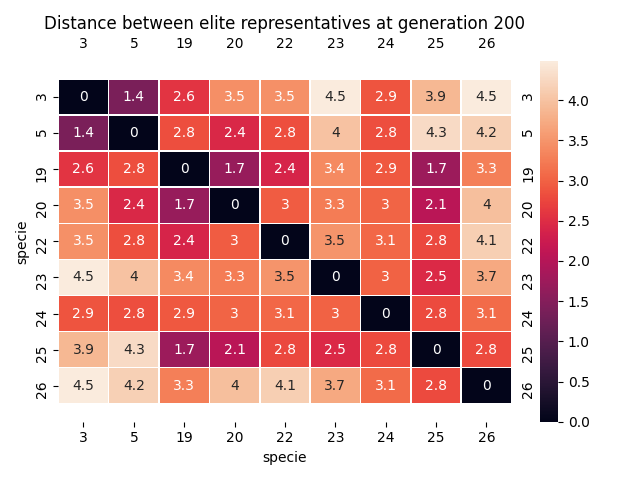 Distance between elite representatives at generation 200
3 5 19 20 22 23 24 25 26
3 0 1.4 2.6 3.5 3.5 4.5 2.9 3.9 4.5 3
5 1.4 0 2.8 2.4 2.8 4 2.8 4.3 4.2 5
19 2.6 2.8 0 1.7 2.4 3.4 2.9 1.7 3.3 19
20 3.5 2.4 1.7 0 3 3.3 3 2.1 4 20
22 3.5 2.8 2.4 3 0 3.5 3.1 2.8 4.1 22
23 4.5 4 3.4 3.3 3.5 0 3 2.5 3.7 23
24 2.9 2.8 2.9 3 3.1 3 0 2.8 3.1 24
25 3.9 4.3 1.7 2.1 2.8 2.5 2.8 0 2.8 25
26 4.5 4.2 3.3 4 4.1 3.7 3.1 2.8 0 26
3 5 19 20 22 23 24 25 26
specie
specie
4.0
3.5
3.0
2.5
2.0
1.5
1.0
0.5
0.0